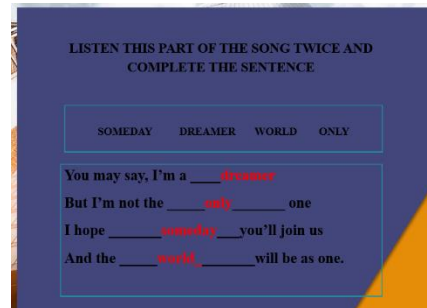 LISTEN THIS PART OF THE SONG TWICE AND
COMPLETE THE SENTENCE
SOMEDAY DREAMER WORLD ONLY
You may say, I'm a ____dreamer
But I'm not the _____only_______ one
I hope _______someday___you'll join us
And the _____world_______will be as one.